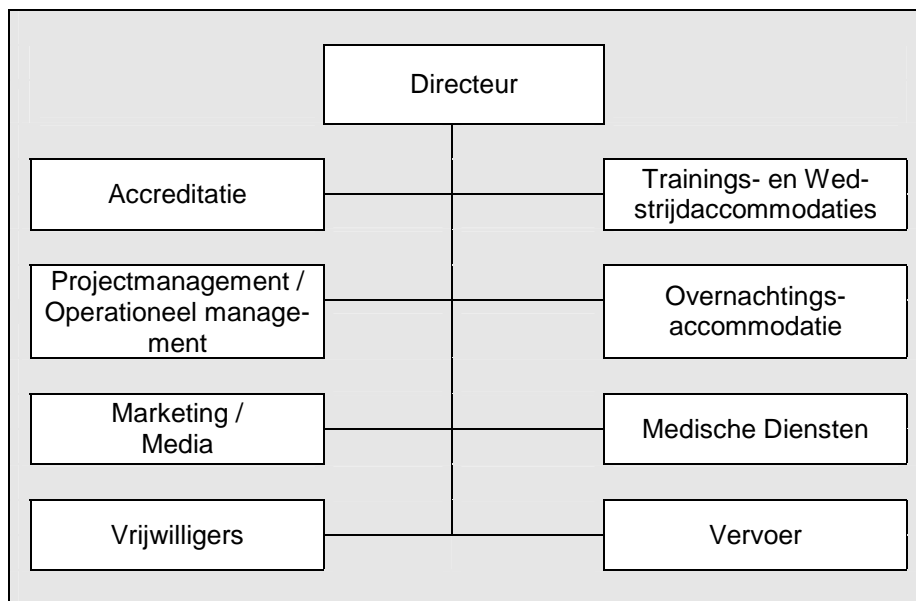 Directeur
Accreditatie
Trainings- en Wed-
strijdaccommodaties
Projectmanagement /
Operationeel manage-
ment
Overnachtings-
accommodatie
Marketing /
Media
Medische Diensten
Vrijwilligers
Vervoer